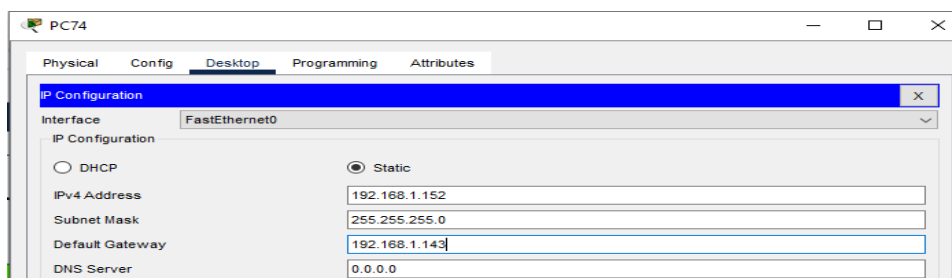 PC74
Physical Config Desktop Programming Attributes
IP Configuration X
Interface FastEthernet0
IP Configuration
DHCP Static
IPv4 Address 192.168.1.152
Subnet Mask 255.255.255.0
Default Gateway 192.168.1.143
DNS Server 0.0.0.0